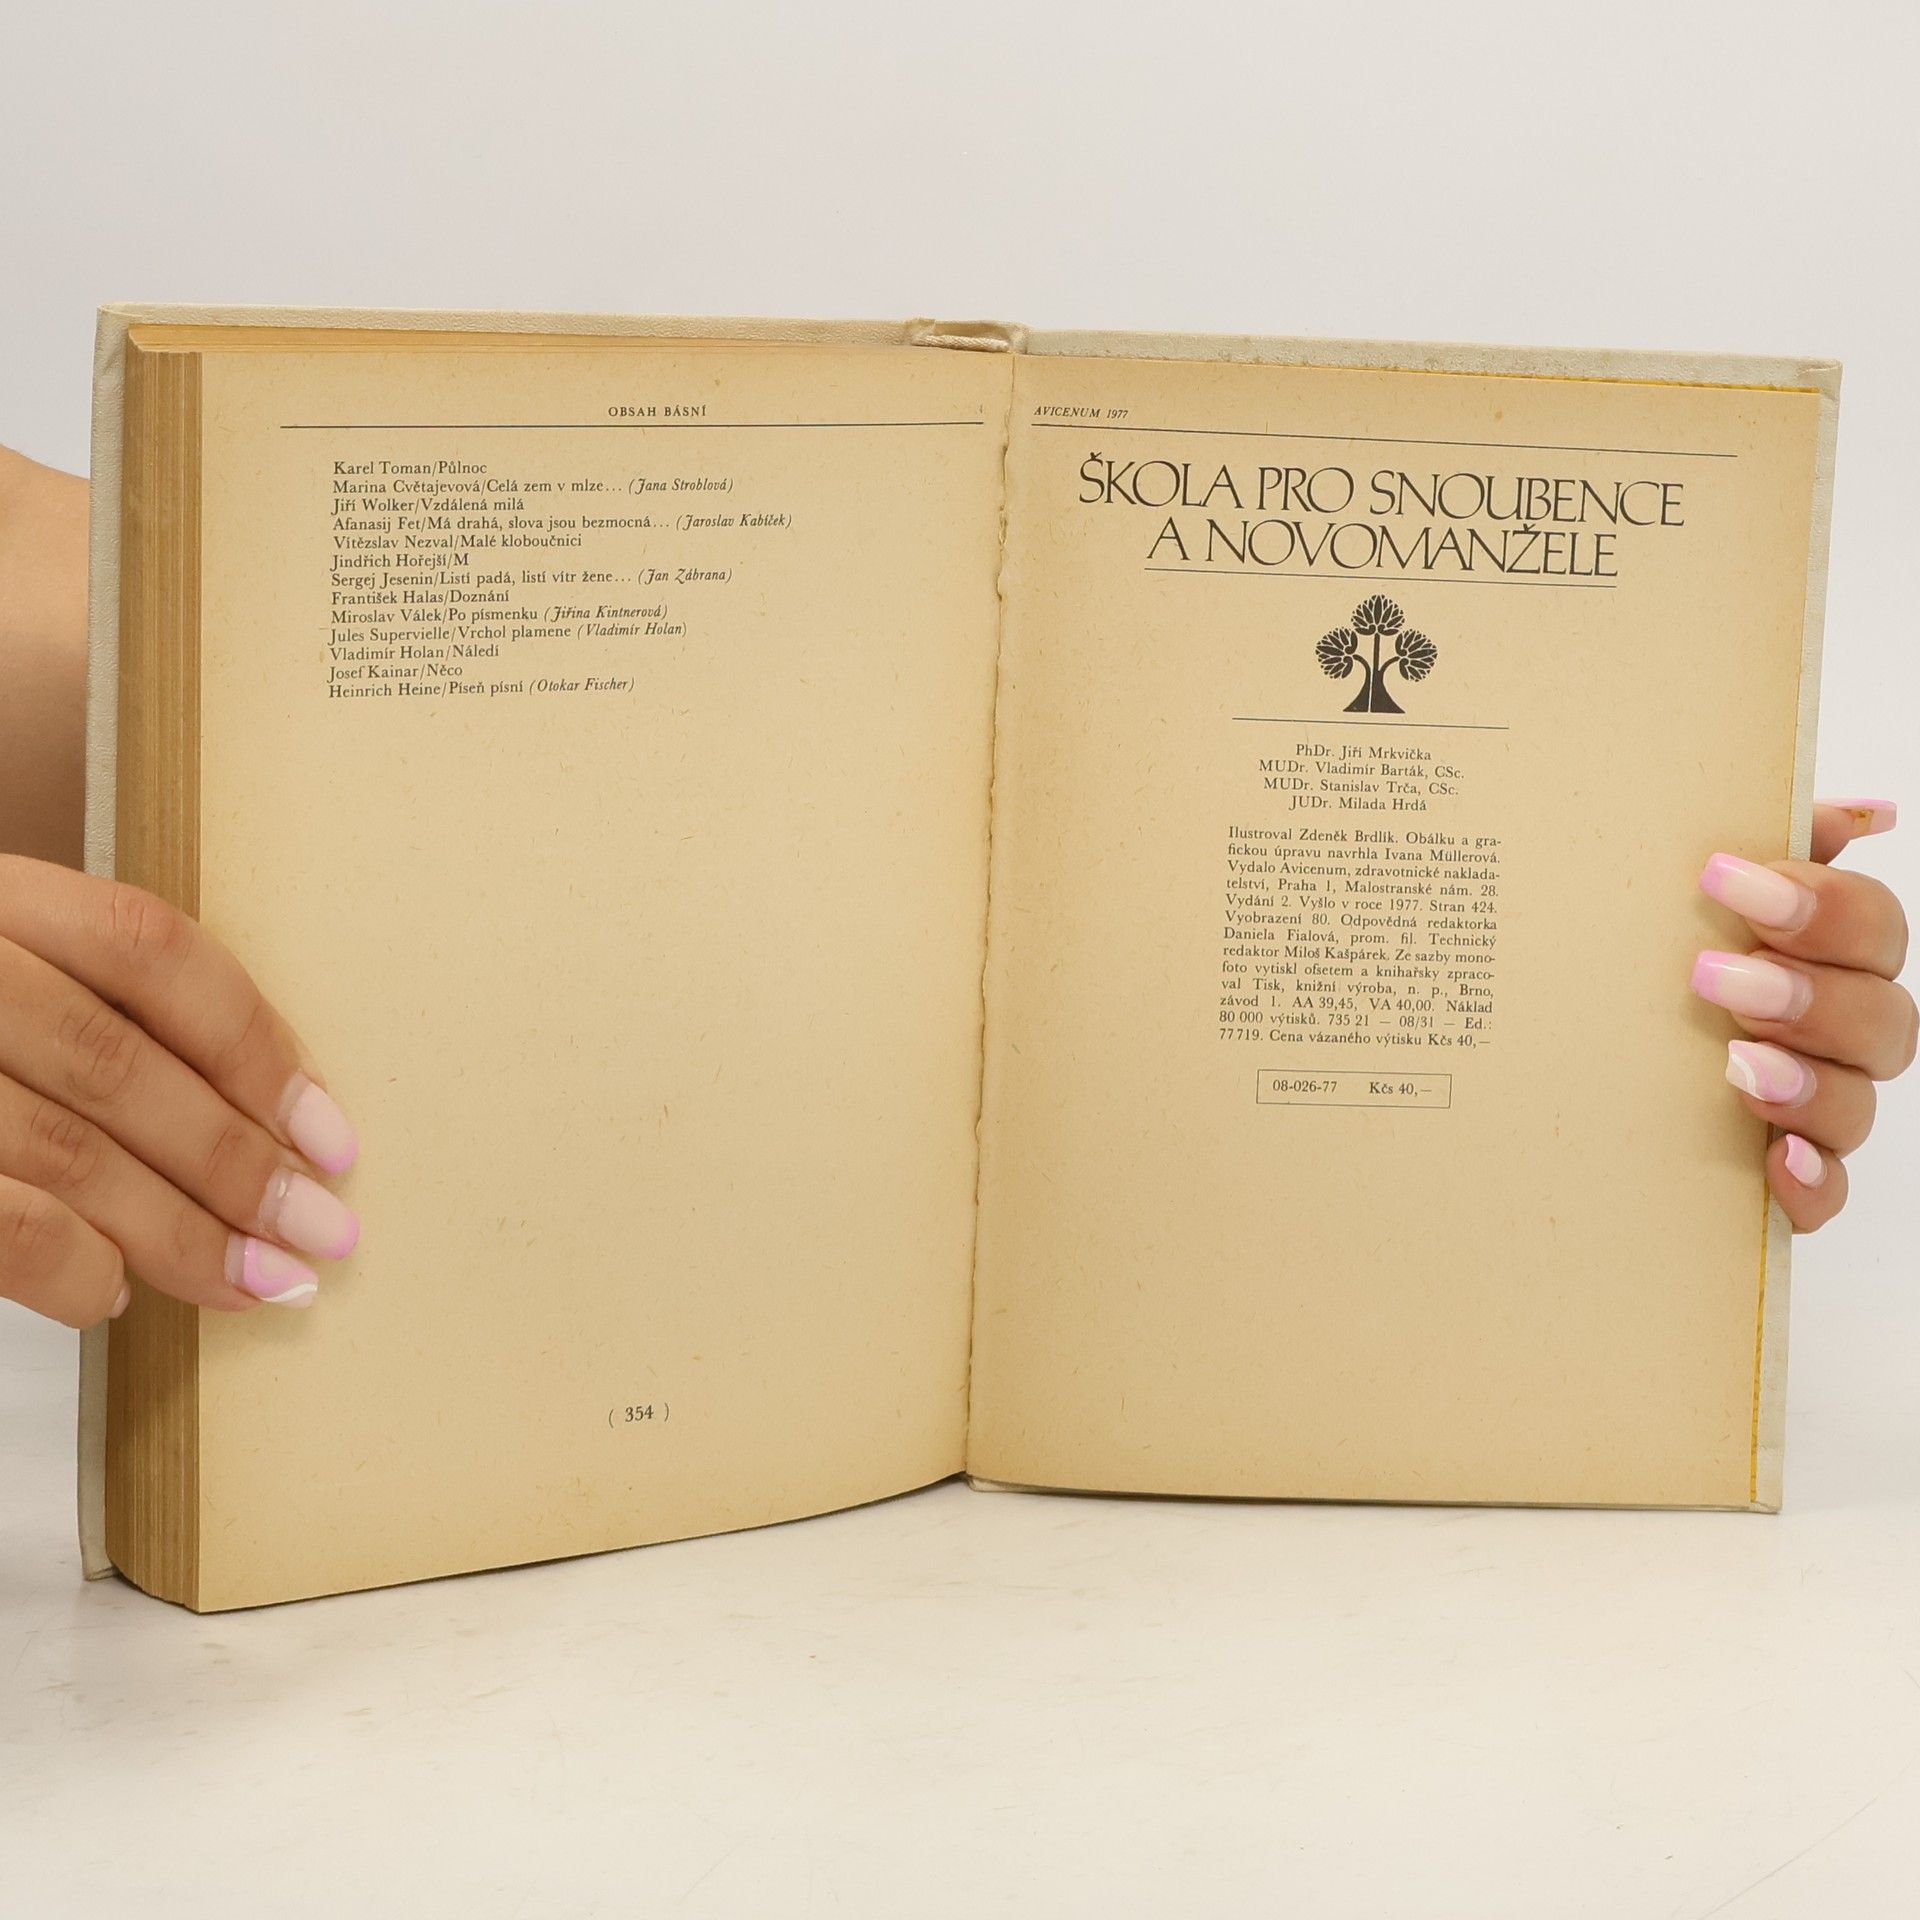 OBSAH BÁSNÍ
Karel Toman/Půlnoc
Marina Cvětajevová/Celá zem v mlze... (Jana Štroblová)
Jiří Wolker/Vzdálená milá
Afanasij Fet/Má drahá, slova jsou bezmocná... (Jaroslav Kabíček)
Vítězslav Nezval/Malé kloboučnici
Jindřich Hořejší/M
Sergej Jesenin/Listí padá, listí vítr žene... (Jan Zábrana)
František Halas/Doznání
Miroslav Válek/Po písmenku (Jiřina Kintnerová)
Jules Supervielle/Vrchol plamene (Vladimír Holan)
Vladimír Holan/Náledí
Josef Kainar/Něco
Heinrich Heine/Píseň písní (Otokar Fischer)
( 354 )
AVICENUM 1977
ŠKOLA PRO SNOUBENCE
A NOVOMANŽELE
PhDr. Jiří Mrkvička
MUDr. Vladimír Barták, CSc.
MUDr. Stanislav Trča, CSc.
JUDr. Milada Hrdá
Ilustroval Zdeněk Brdlík. Obálku a gra-
fickou úpravu navrhla Ivana Müllerová.
Vydalo Avicenum, zdravotnické naklada-
telství, Praha 1, Malostranské nám. 28.
Vydání 2. Vyšlo v roce 1977. Stran 424.
Vyobrazení 80. Odpovědná redaktorka
Daniela Fialová, prom. fil. Technický
redaktor Miloš Kašpárek. Ze sazby mono-
foto vytiskl ofsetem a knihařsky zpraco-
val Tisk, knižní výroba, n. p., Brno,
závod 1. AA 39,45, VA 40,00. Náklad
80 000 výtisků. 735 21 — 08/31 — Ed.:
77719. Cena vázaného výtisku Kčs 40,—
08-026-77 Kčs 40,—